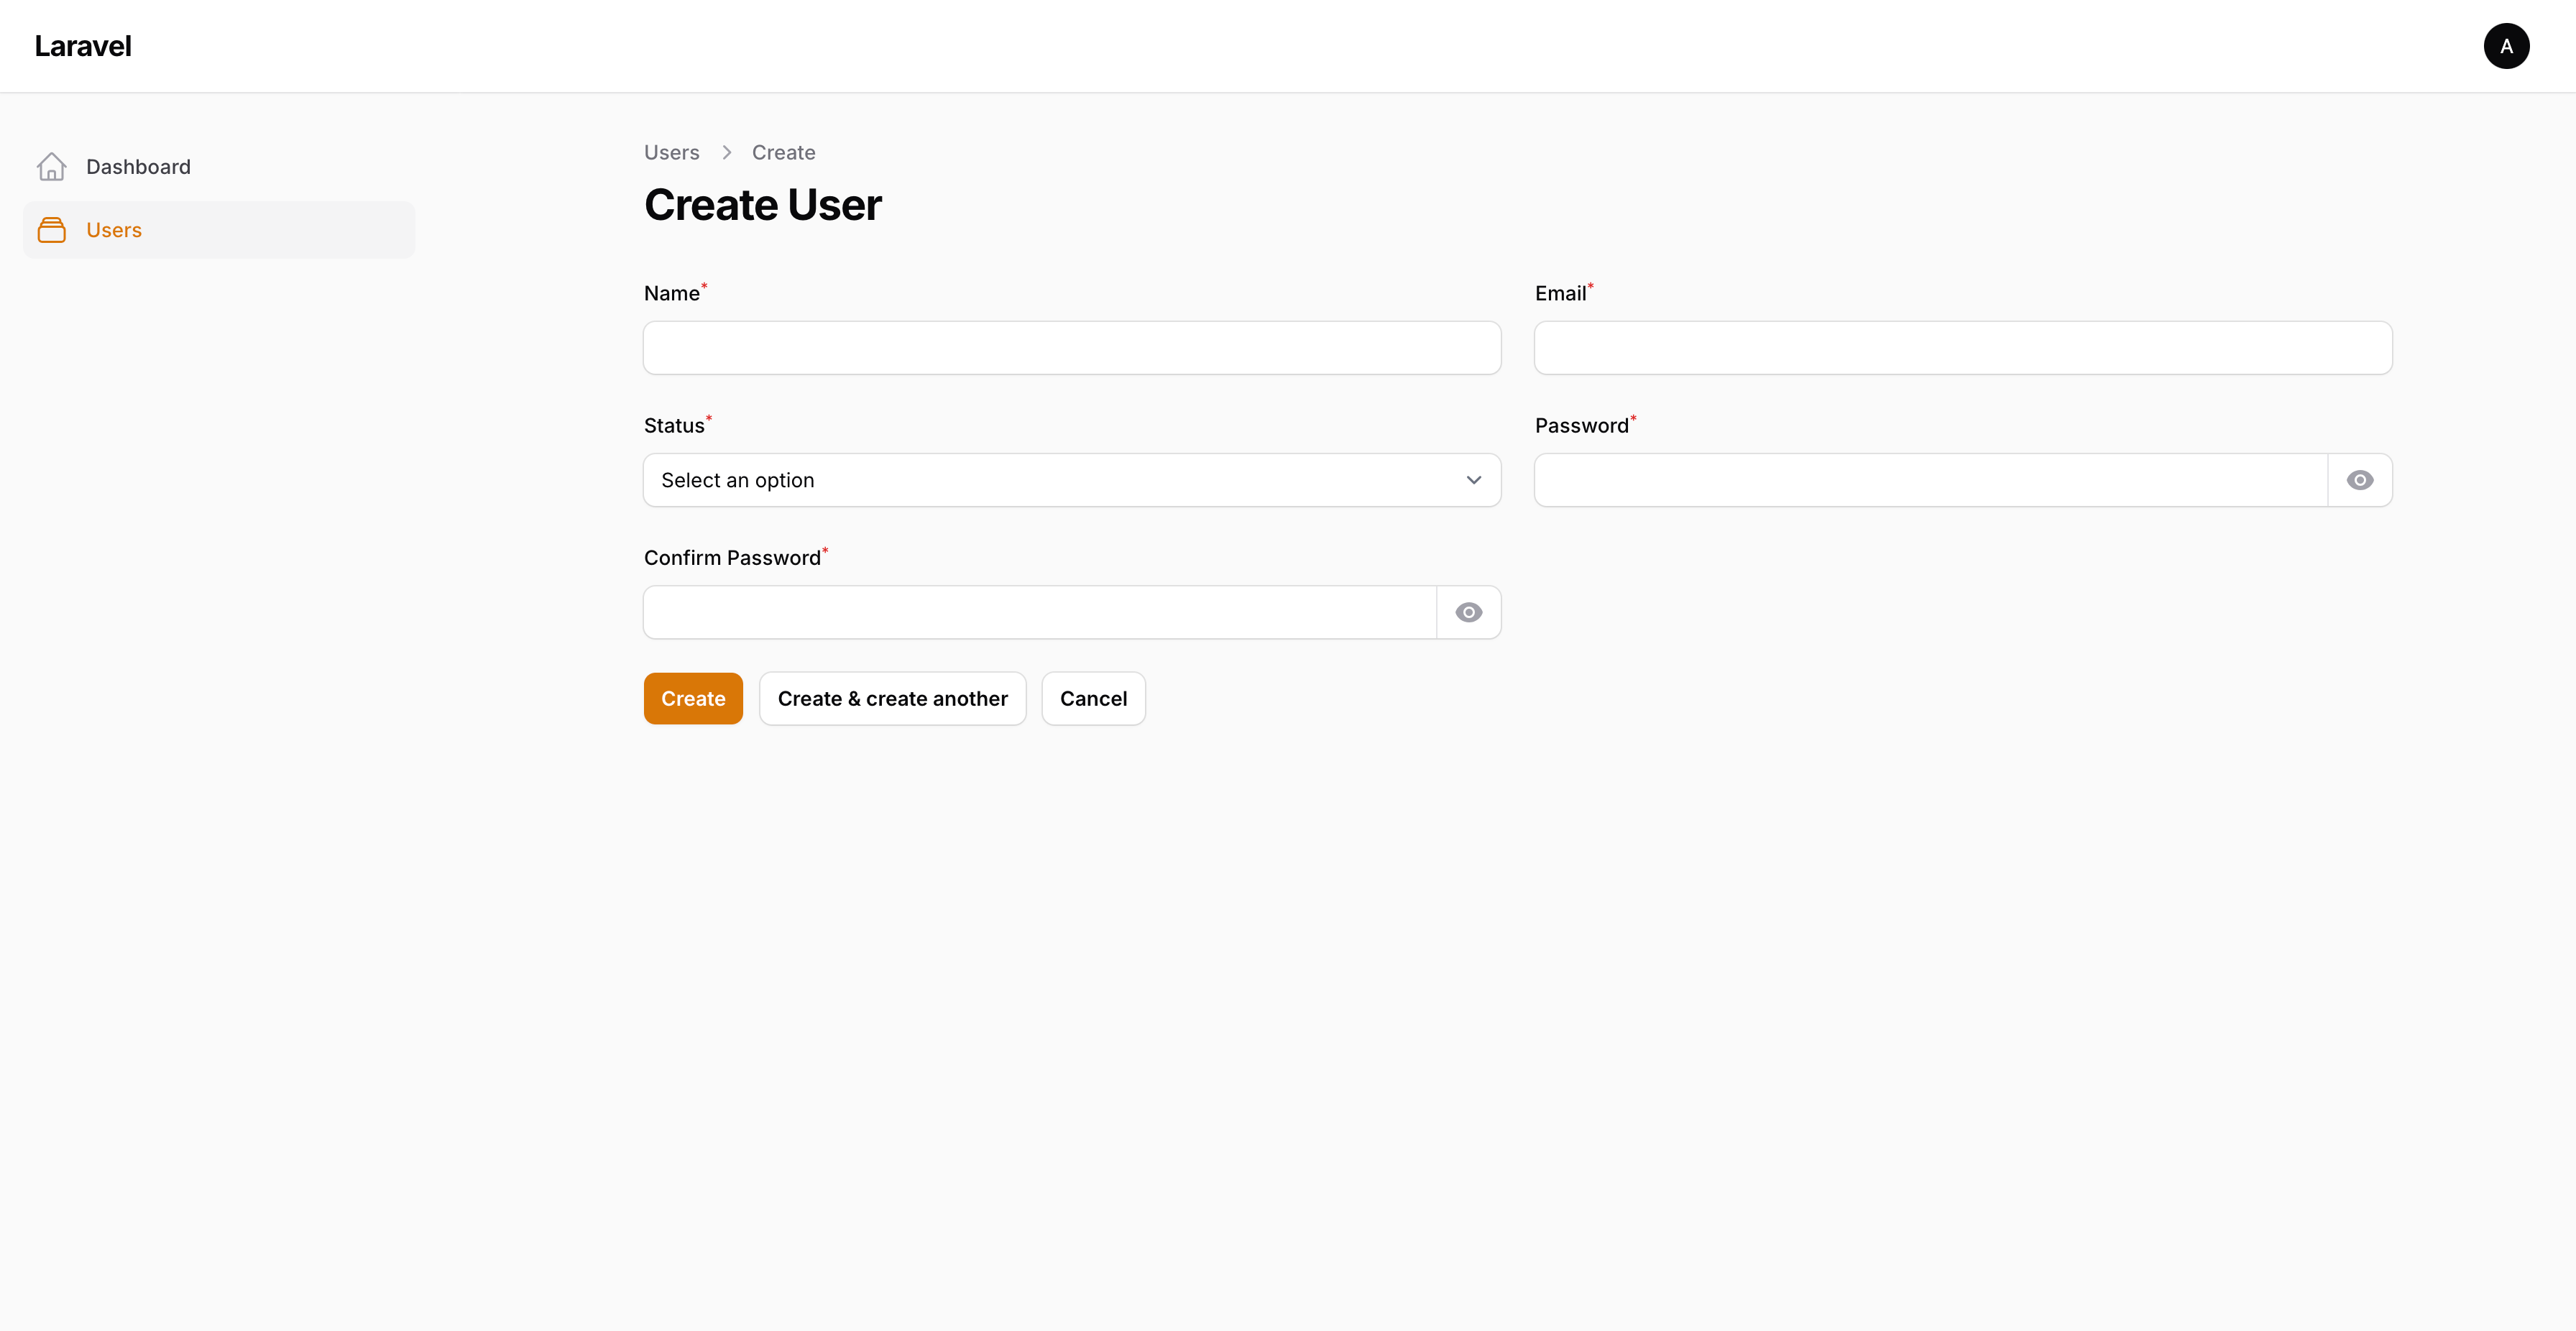 Laravel
A
Dashboard
Users
Users > Create
Create User
Name*
Email*
Status*
Select an option
Password*
Confirm Password*
Create
Create & create another
Cancel